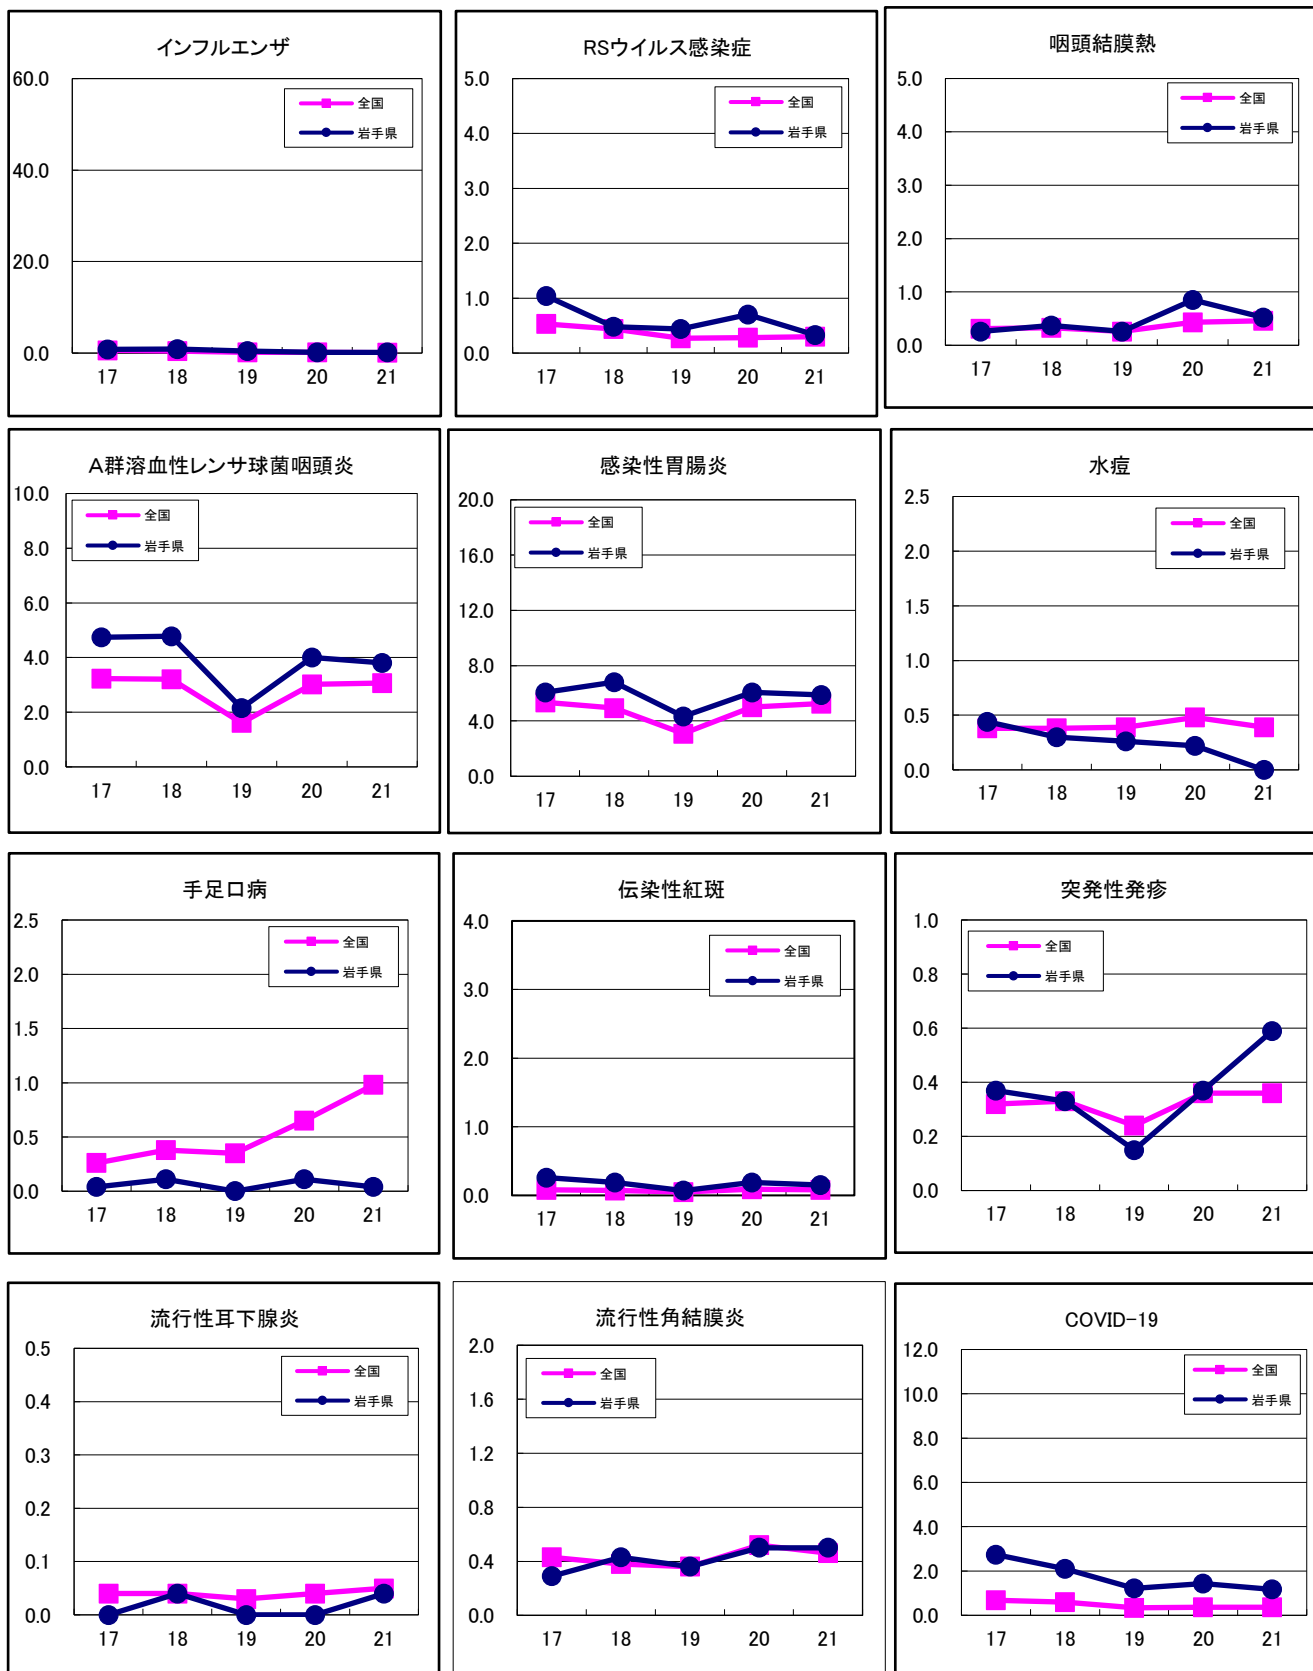 インフルエンザ
60.0
40.0
20.0
0.0
全国
岩手県
17 18 19 20 21
RSウイルス感染症
5.0
4.0
3.0
2.0
1.0
0.0
全国
岩手県
17 18 19 20 21
咽頭結膜熱
5.0
4.0
3.0
2.0
1.0
0.0
全国
岩手県
17 18 19 20 21
A群溶血性レンサ球菌咽頭炎
10.0
8.0
6.0
4.0
2.0
0.0
全国
岩手県
17 18 19 20 21
感染性胃腸炎
20.0
16.0
12.0
8.0
4.0
0.0
全国
岩手県
17 18 19 20 21
水痘
2.5
2.0
1.5
1.0
0.5
0.0
全国
岩手県
17 18 19 20 21
手足口病
2.5
2.0
1.5
1.0
0.5
0.0
全国
岩手県
17 18 19 20 21
伝染性紅斑
4.0
3.0
2.0
1.0
0.0
全国
岩手県
17 18 19 20 21
突発性発疹
1.0
0.8
0.6
0.4
0.2
0.0
全国
岩手県
17 18 19 20 21
流行性耳下腺炎
0.5
0.4
0.3
0.2
0.1
0.0
全国
岩手県
17 18 19 20 21
流行性角結膜炎
2.0
1.6
1.2
0.8
0.4
0.0
全国
岩手県
17 18 19 20 21
COVID-19
12.0
10.0
8.0
6.0
4.0
2.0
0.0
全国
岩手県
17 18 19 20 21